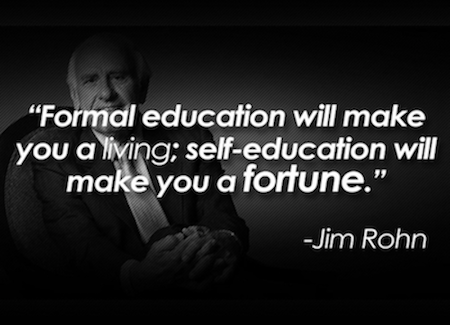 “Formal education will make
you a living; self-education will
make you a fortune.”
-Jim Rohn